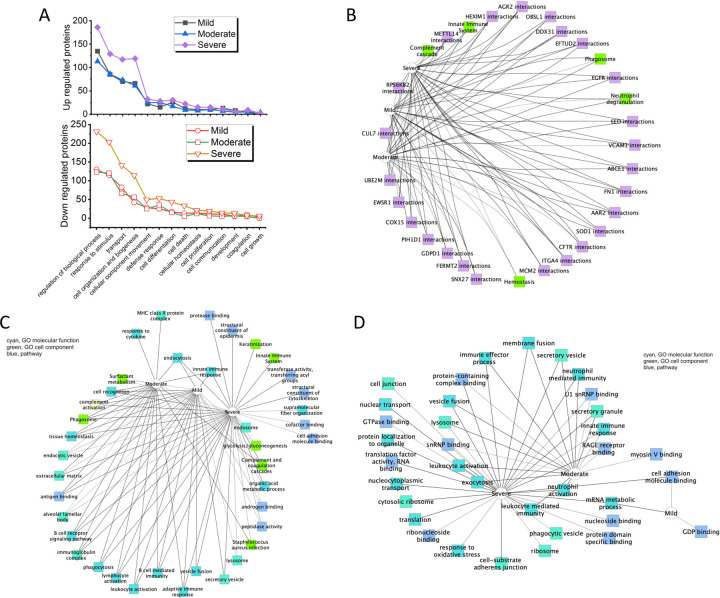 A
Up regulated proteins
200
150
100
50
0
Mild
Moderate
Severe
Down regulated proteins
250
200
150
100
50
0
Mild
Moderate
Severe
regulation of biological process
response to stimulus
transport
cell organization and biogenesis
cellular component movement
defense response
cell differentiation
cell death
cellular homeostasis
cell proliferation
cell communication
development
coagulation
cell growth
B
AGR2 interactions
HEXIM1 interactions
OBSL1 interactions
Innate Immune
System
METTL14
interactions
DDX31 interactions
Complement
cascade
EFTUD2 interactions
Phagosome
Severe
EGFR interactions
RPS6KB2
interactions
Neutrophil
degranulation
Mild
EED interactions
CUL7 interactions
VCAM1 interactions
Moderate
ABCE1 interactions
UBE2M interactions
FN1 interactions
EWSR1 interactions
AAR2 interactions
COX15 interactions
SOD1 interactions
PIH1D1 interactions
CFTR interactions
GDPD1 interactions
ITGA4 interactions
FERMT2 interactions
MCM2 interactions
SNX27 interactions
Hemostasis
C
cyan, GO molecular function
green, GO cell component
blue, pathway
MHC class II protein
complex
protease binding
response to
cytokine
structural
constituent of
epidermis
Keratinization
endocytosis
Innate Immune
System
innate immune
response
Surfactant
metabolism
Moderate
transferase activity,
transferring acyl
groups
cell recognition
Mild
structural
constituent of
cytoskeleton
complement
activation
Severe
supramolecular
fiber organization
Phagosome
cofactor binding
endosome
tissue homeostasis
cell adhesion
molecule binding
glycolysis/gluconeogenesis
endocytic vesicle
Complement and
coagulation
cascades
extracellular matrix
organic acid
metabolic process
antigen binding
androgen binding
alveolar lamellar
body
peptidase activity
B cell receptor
signaling pathway
Staphylococcus
aureus infection
immunoglobulin
complex
lysosome
phagocytosis
lymphocyte
activation
leukocyte activation
B cell mediated
immunity
adaptive immune
response
vesicle fusion
secretory vesicle
D
cyan, GO molecular function
green, GO cell component
blue, pathway
membrane fusion
immune effector
process
secretory vesicle
protein-containing
complex binding
neutrophil
mediated immunity
cell junction
U1 snRNP binding
vesicle fusion
nuclear transport
secretory granule
lysosome
GTPase binding
innate immune
response
protein localization
to organelle
snRNP binding
RAGE receptor
binding
translation factor
activity, RNA
binding
leukocyte activation
myosin V binding
Moderate
nucleocytoplasmic
transport
exocytosis
cell adhesion
molecule binding
neutrophil
activation
Severe
cytosolic ribosome
mRNA metabolic
process
leukocyte mediated
immunity
Mild
translation
nucleoside binding
ribonucleoside
binding
phagocytic vesicle
protein domain
specific binding
GDP binding
response to
oxidative stress
ribosome
cell-substrate
adherens junction